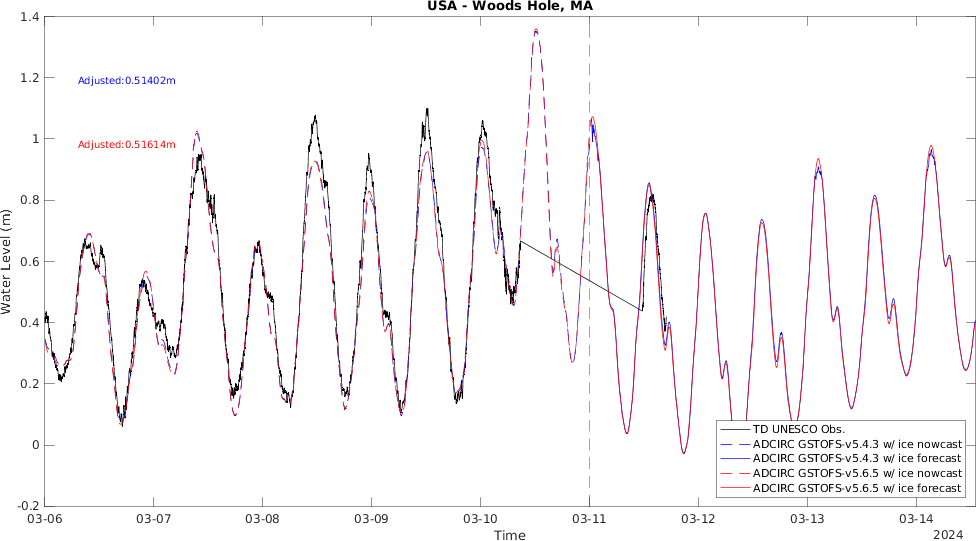 USA - Woods Hole, MA
1.4
1.2
1
0.8
0.6
0.4
0.2
0
-0.2
Water Level (m)
Adjusted:0.51402m
Adjusted:0.51614m
TD UNESCO Obs.
ADCIRC GSTOFS-v5.4.3 w/ ice nowcast
ADCIRC GSTOFS-v5.4.3 w/ ice forecast
ADCIRC GSTOFS-v5.6.5 w/ ice nowcast
ADCIRC GSTOFS-v5.6.5 w/ ice forecast
03-06 03-07 03-08 03-09 03-10 03-11 03-12 03-13 03-14
Time
2024